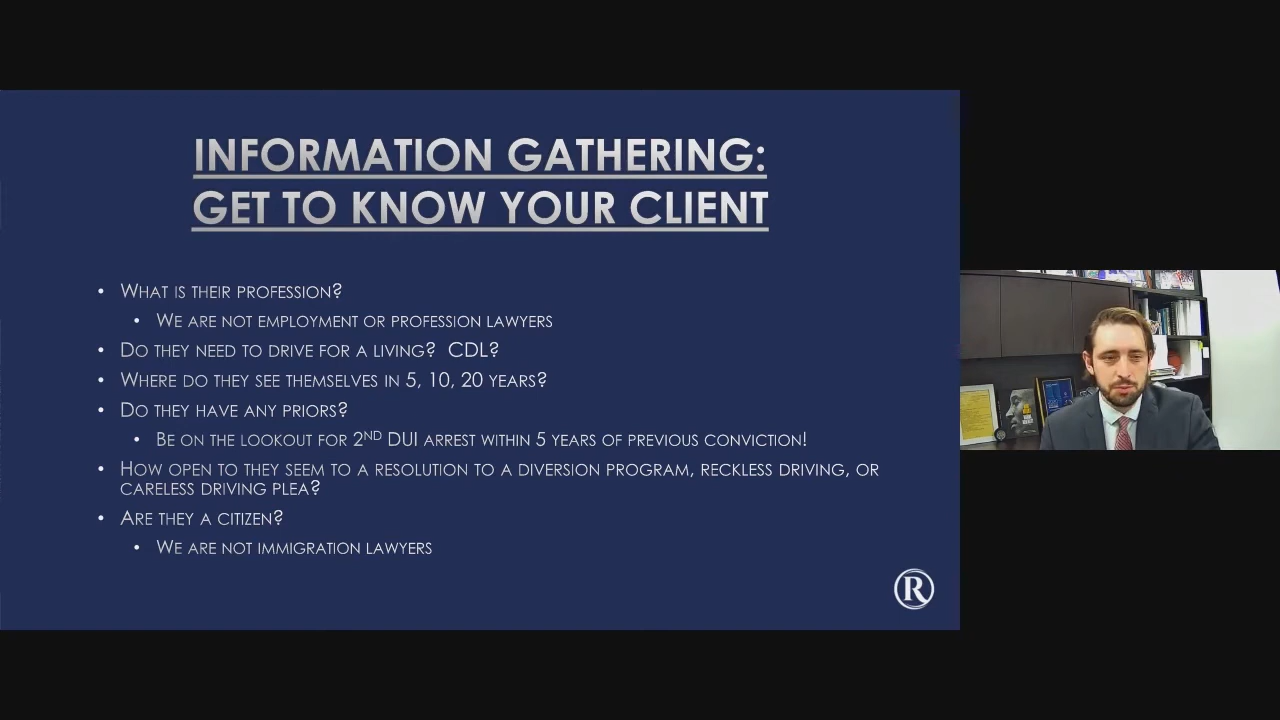 INFORMATION GATHERING:
GET TO KNOW YOUR CLIENT
• WHAT IS THEIR PROFESSION?
• WE ARE NOT EMPLOYMENT OR PROFESSION LAWYERS
• DO THEY NEED TO DRIVE FOR A LIVING? CDL?
• WHERE DO THEY SEE THEMSELVES IN 5, 10, 20 YEARS?
• DO THEY HAVE ANY PRIORS?
• BE ON THE LOOKOUT FOR 2ND DUI ARREST WITHIN 5 YEARS OF PREVIOUS CONVICTION!
• HOW OPEN TO THEY SEEM TO A RESOLUTION TO A DIVERSION PROGRAM, RECKLESS DRIVING, OR
CARELESS DRIVING PLEA?
• ARE THEY A CITIZEN?
• WE ARE NOT IMMIGRATION LAWYERS
R